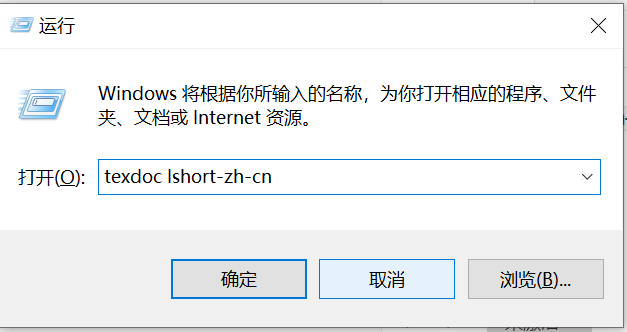 运行
Windows 将根据你所输入的名称，为你打开相应的程序、文件
夹、文档或 Internet 资源。
打开(O): texdoc lshort-zh-cn
确定 取消 浏览(B)...